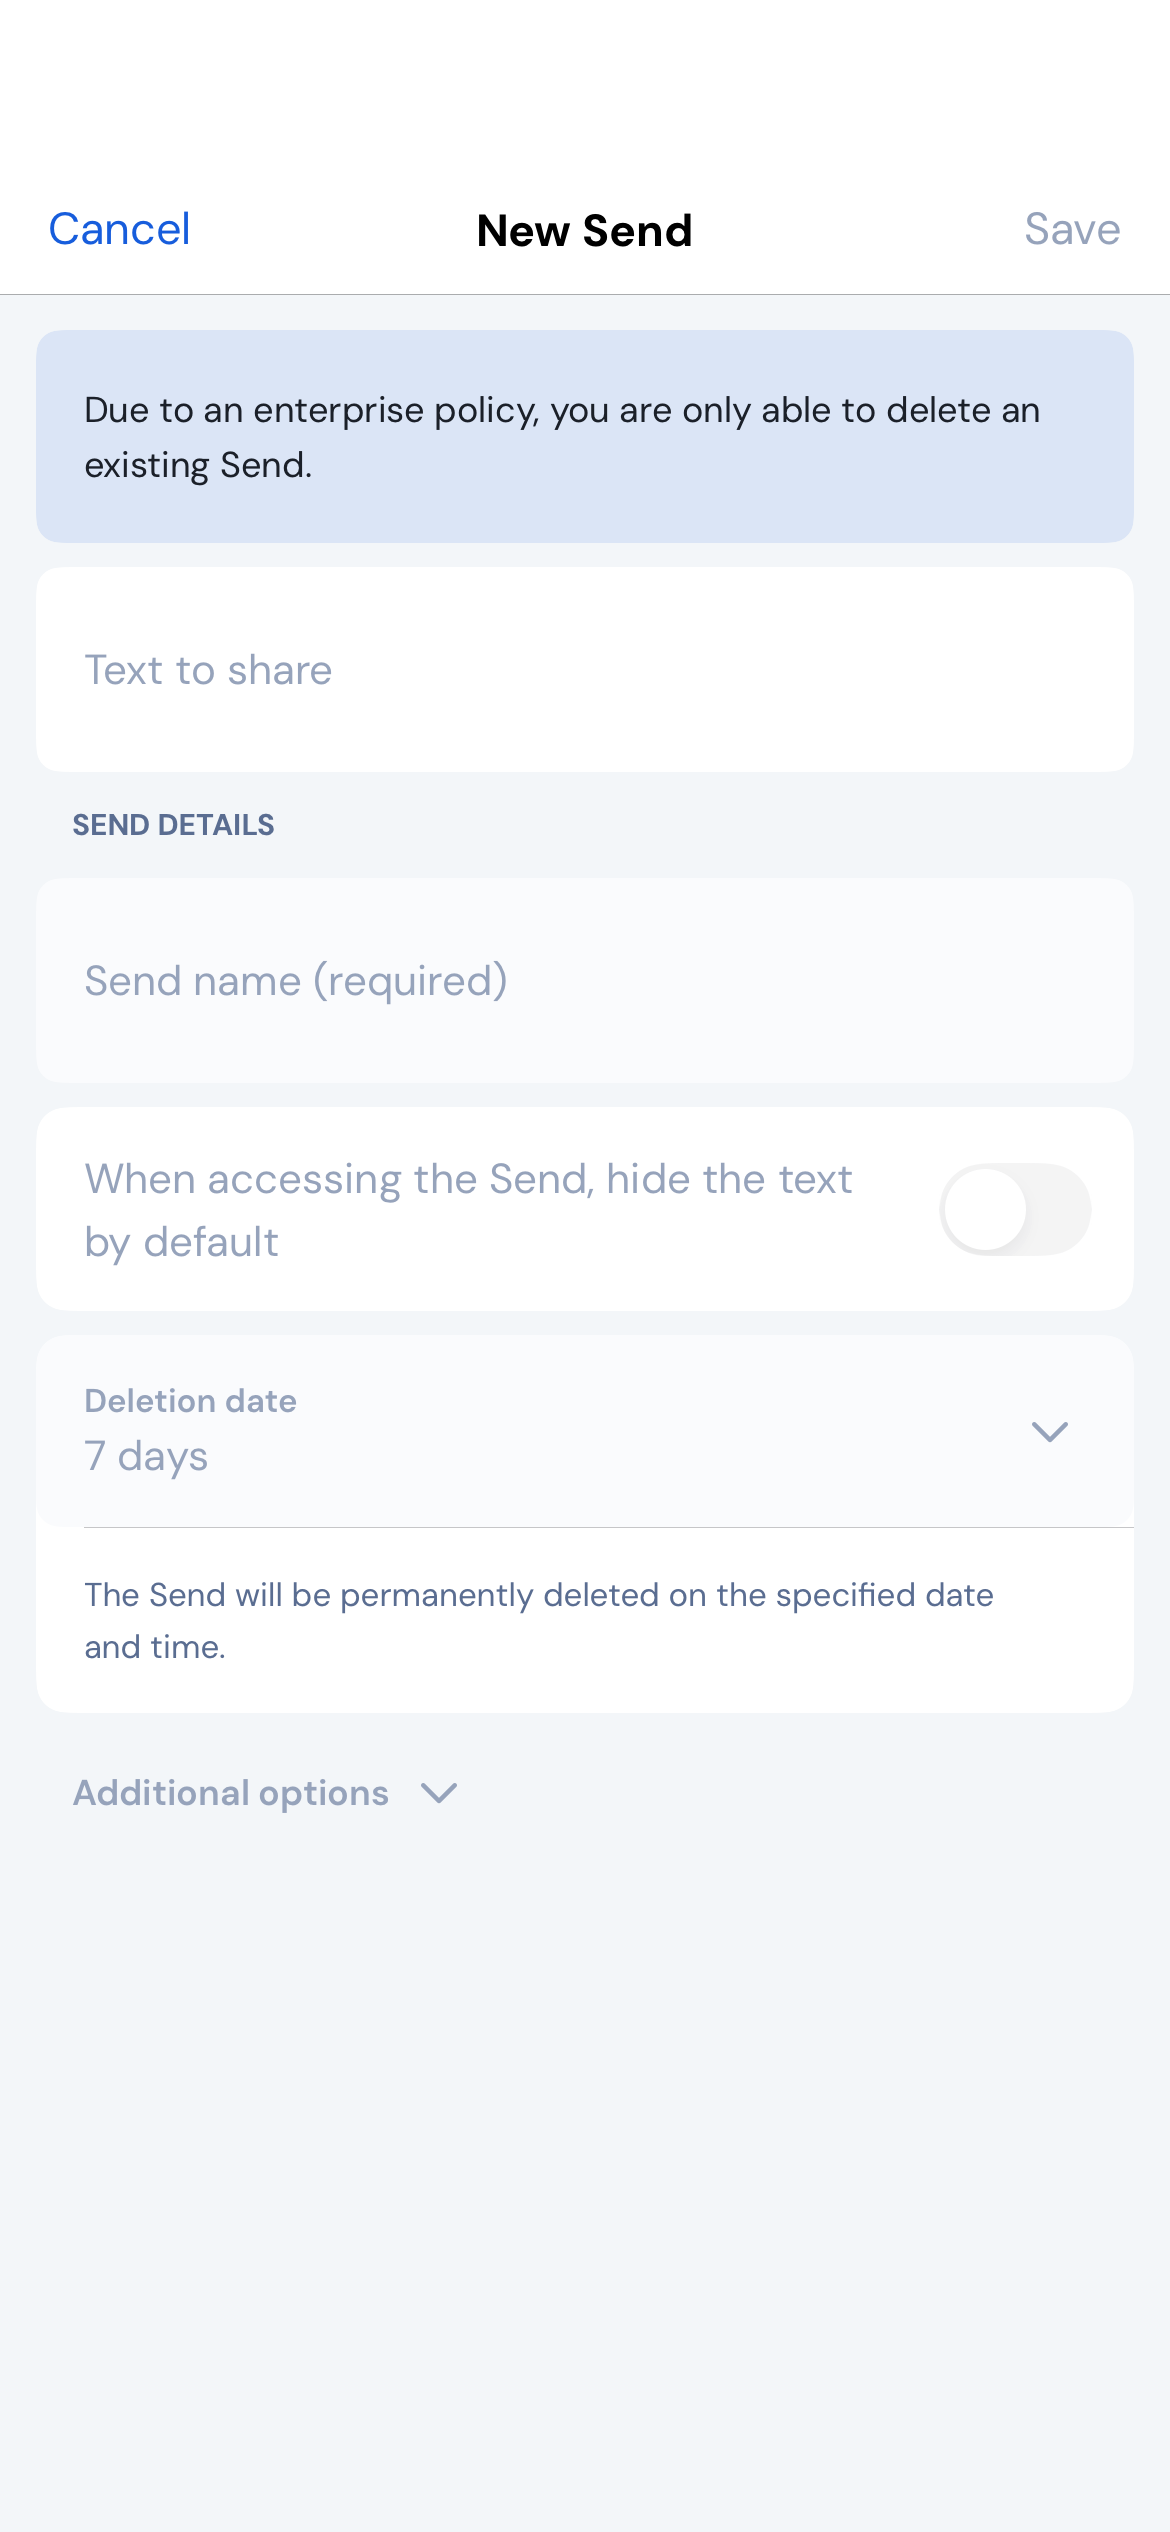 Cancel
New Send
Save
Due to an enterprise policy, you are only able to delete an
existing Send.
Text to share
SEND DETAILS
Send name (required)
When accessing the Send, hide the text
by default
Deletion date
7 days
The Send will be permanently deleted on the specified date
and time.
Additional options